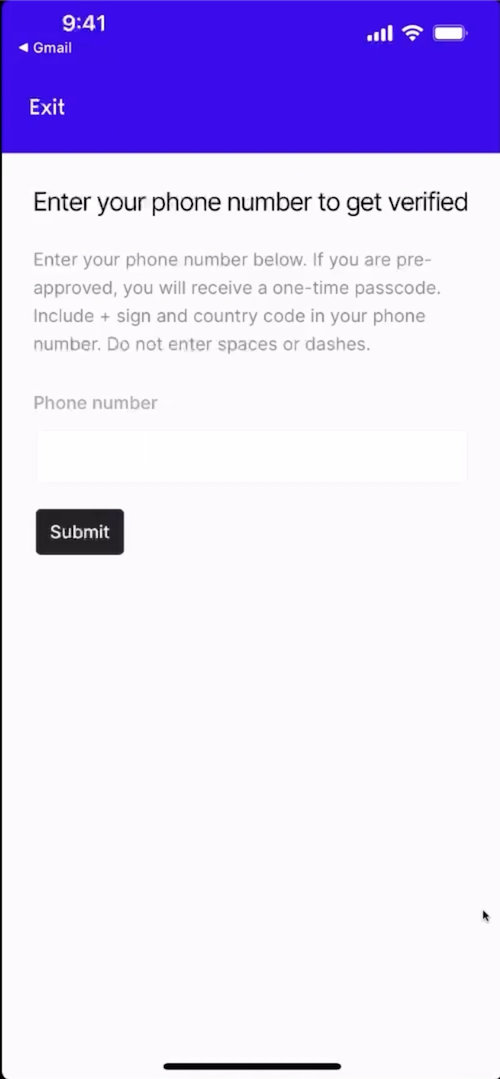 9:41
◀ Gmail
Exit
Enter your phone number to get verified
Enter your phone number below. If you are pre-
approved, you will receive a one-time passcode.
Include + sign and country code in your phone
number. Do not enter spaces or dashes.
Phone number
Submit